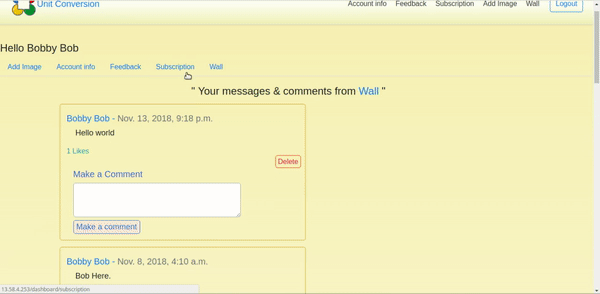 Unit Conversion
Account info Feedback Subscription Add Image Wall Logout
Hello Bobby Bob
Add Image Account info Feedback Subscription Wall
" Your messages & comments from Wall "
Bobby Bob - Nov. 13, 2018, 9:18 p.m.
Hello world
1 Likes
Delete
Make a Comment
Make a comment
Bobby Bob - Nov. 8, 2018, 4:10 a.m.
Bob Here.
13.58.4.253/dashboard/subscription